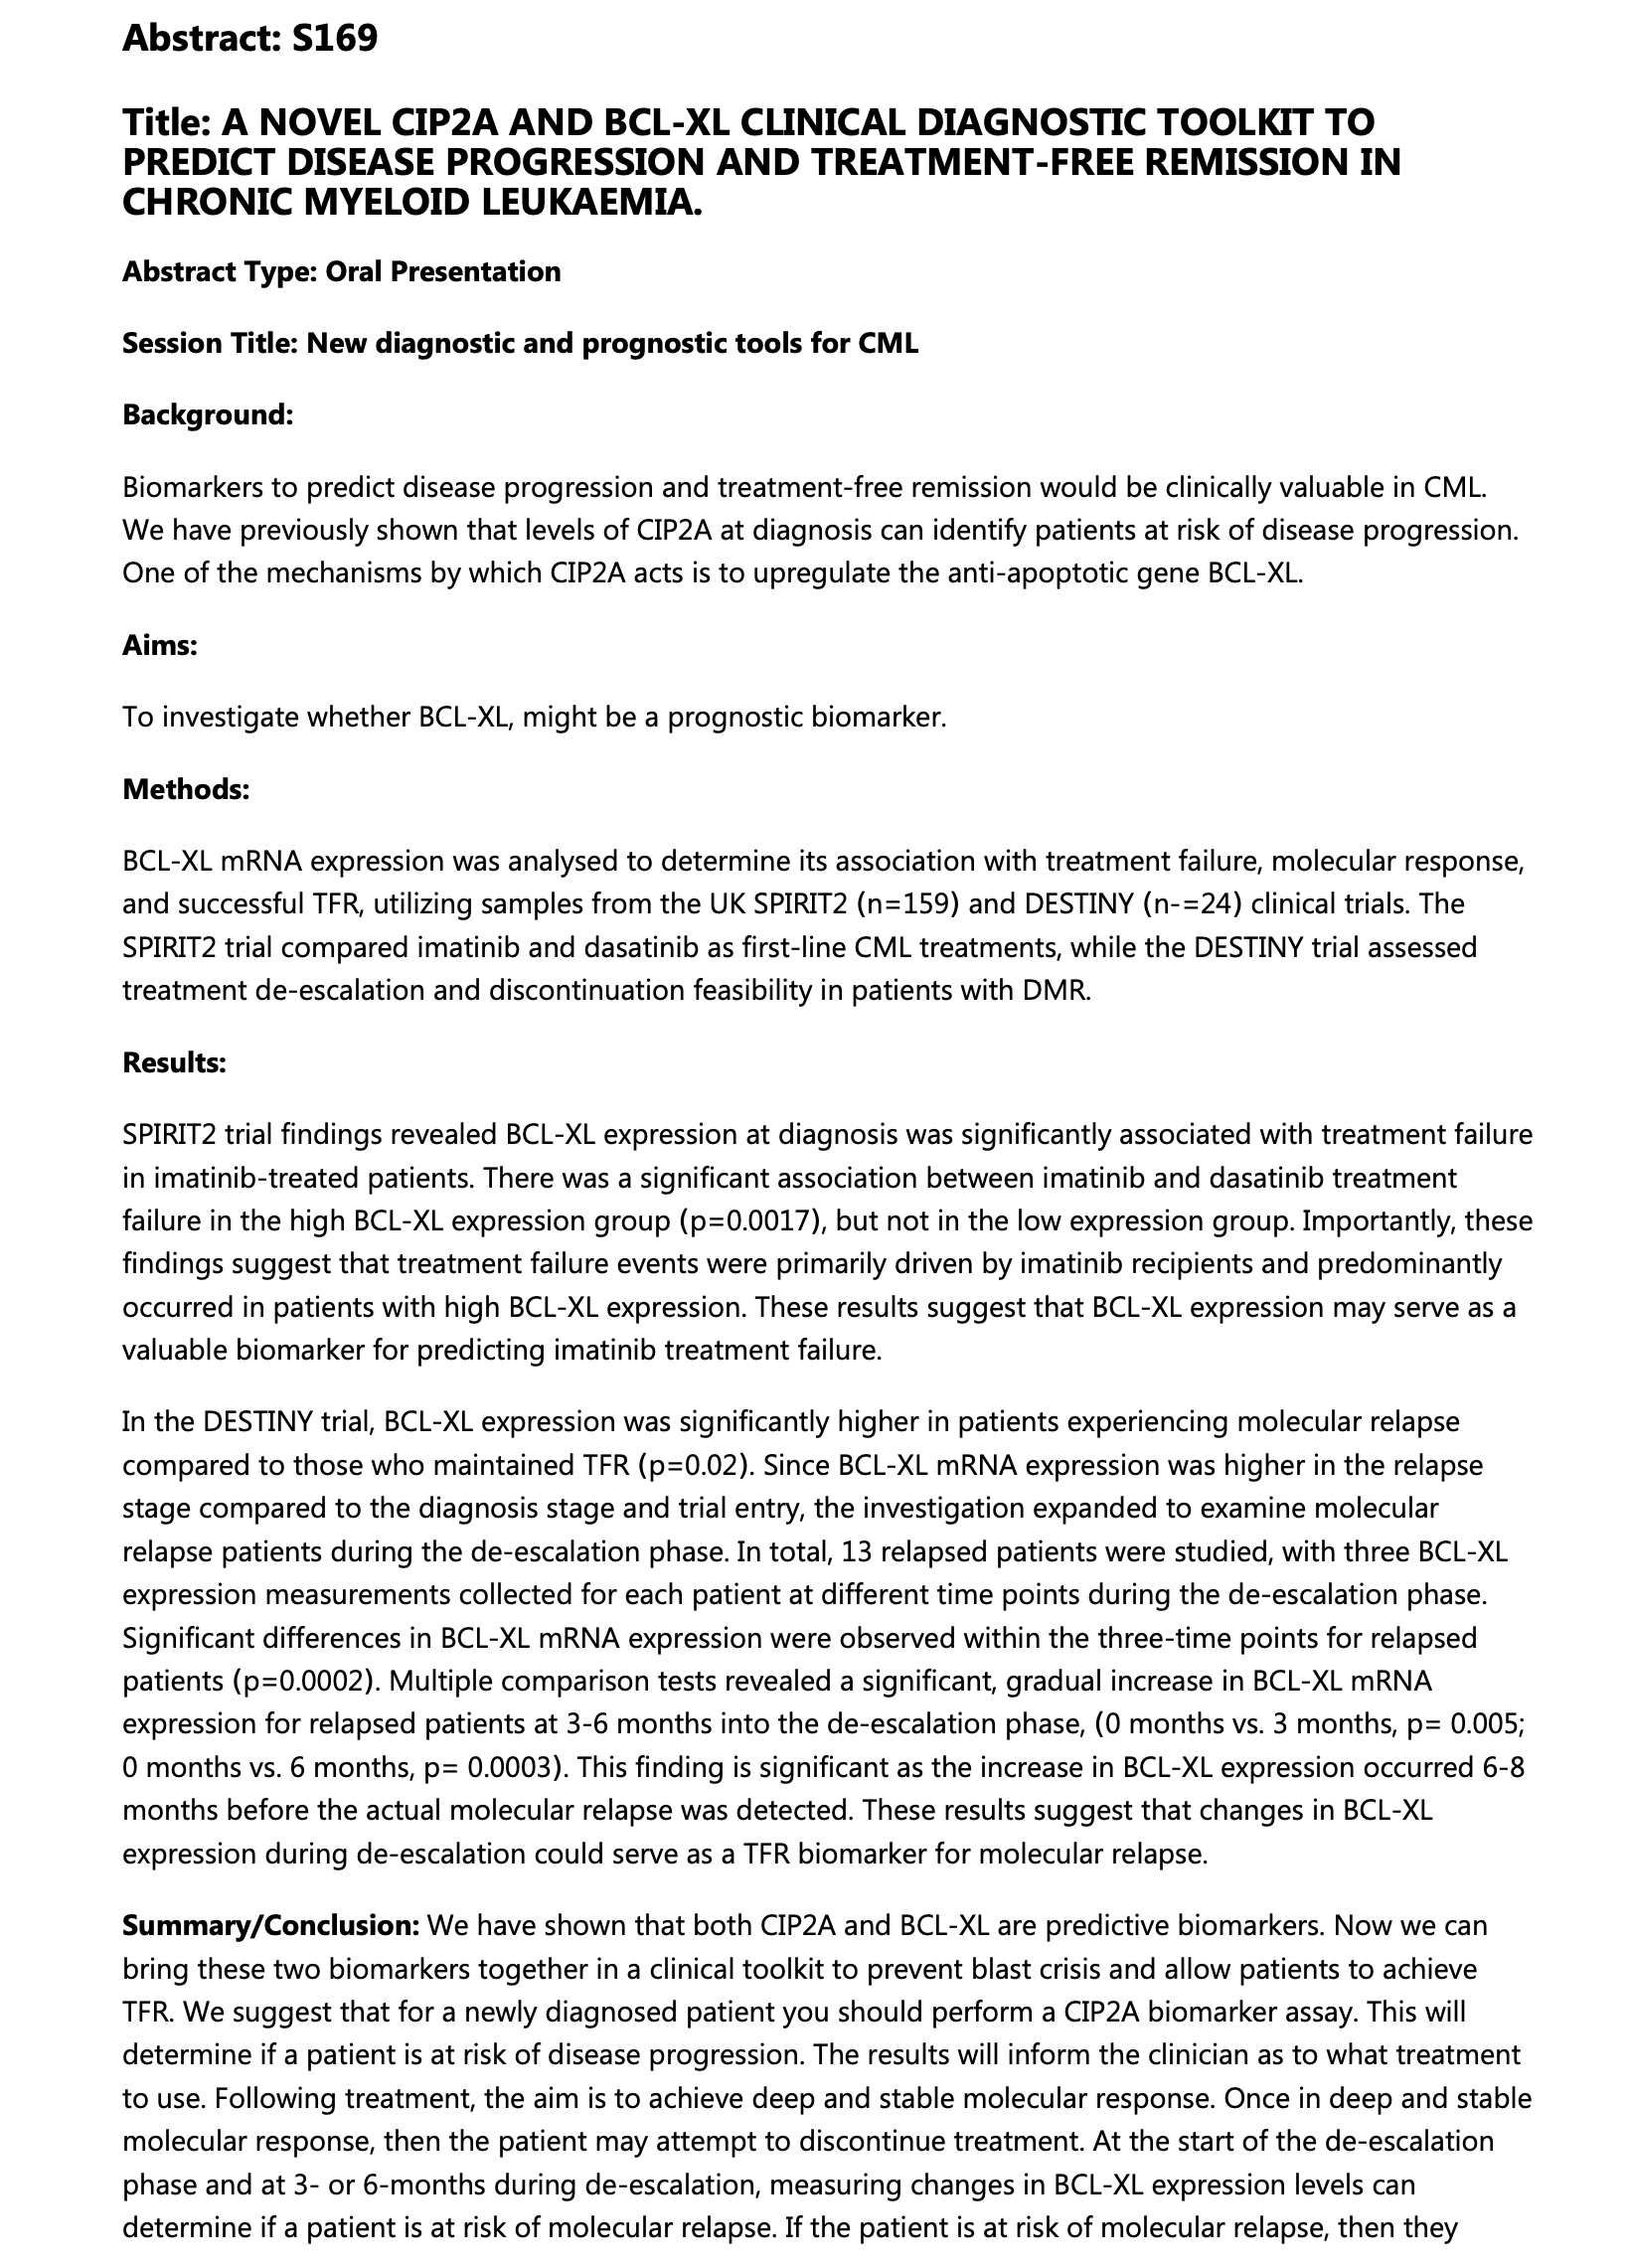 Abstract: S169
Title: A NOVEL CIP2A AND BCL-XL CLINICAL DIAGNOSTIC TOOLKIT TO
PREDICT DISEASE PROGRESSION AND TREATMENT-FREE REMISSION IN
CHRONIC MYELOID LEUKAEMIA.
Abstract Type: Oral Presentation
Session Title: New diagnostic and prognostic tools for CML
Background:
Biomarkers to predict disease progression and treatment-free remission would be clinically valuable in CML.
We have previously shown that levels of CIP2A at diagnosis can identify patients at risk of disease progression.
One of the mechanisms by which CIP2A acts is to upregulate the anti-apoptotic gene BCL-XL.
Aims:
To investigate whether BCL-XL, might be a prognostic biomarker.
Methods:
BCL-XL mRNA expression was analysed to determine its association with treatment failure, molecular response,
and successful TFR, utilizing samples from the UK SPIRIT2 (n=159) and DESTINY (n-=24) clinical trials. The
SPIRIT2 trial compared imatinib and dasatinib as first-line CML treatments, while the DESTINY trial assessed
treatment de-escalation and discontinuation feasibility in patients with DMR.
Results:
SPIRIT2 trial findings revealed BCL-XL expression at diagnosis was significantly associated with treatment failure
in imatinib-treated patients. There was a significant association between imatinib and dasatinib treatment
failure in the high BCL-XL expression group (p=0.0017), but not in the low expression group. Importantly, these
findings suggest that treatment failure events were primarily driven by imatinib recipients and predominantly
occurred in patients with high BCL-XL expression. These results suggest that BCL-XL expression may serve as a
valuable biomarker for predicting imatinib treatment failure.
In the DESTINY trial, BCL-XL expression was significantly higher in patients experiencing molecular relapse
compared to those who maintained TFR (p=0.02). Since BCL-XL mRNA expression was higher in the relapse
stage compared to the diagnosis stage and trial entry, the investigation expanded to examine molecular
relapse patients during the de-escalation phase. In total, 13 relapsed patients were studied, with three BCL-XL
expression measurements collected for each patient at different time points during the de-escalation phase.
Significant differences in BCL-XL mRNA expression were observed within the three-time points for relapsed
patients (p=0.0002). Multiple comparison tests revealed a significant, gradual increase in BCL-XL mRNA
expression for relapsed patients at 3-6 months into the de-escalation phase, (0 months vs. 3 months, p= 0.005;
0 months vs. 6 months, p= 0.0003). This finding is significant as the increase in BCL-XL expression occurred 6-8
months before the actual molecular relapse was detected. These results suggest that changes in BCL-XL
expression during de-escalation could serve as a TFR biomarker for molecular relapse.
Summary/Conclusion: We have shown that both CIP2A and BCL-XL are predictive biomarkers. Now we can
bring these two biomarkers together in a clinical toolkit to prevent blast crisis and allow patients to achieve
TFR. We suggest that for a newly diagnosed patient you should perform a CIP2A biomarker assay. This will
determine if a patient is at risk of disease progression. The results will inform the clinician as to what treatment
to use. Following treatment, the aim is to achieve deep and stable molecular response. Once in deep and stable
molecular response, then the patient may attempt to discontinue treatment. At the start of the de-escalation
phase and at 3- or 6-months during de-escalation, measuring changes in BCL-XL expression levels can
determine if a patient is at risk of molecular relapse. If the patient is at risk of molecular relapse, then they